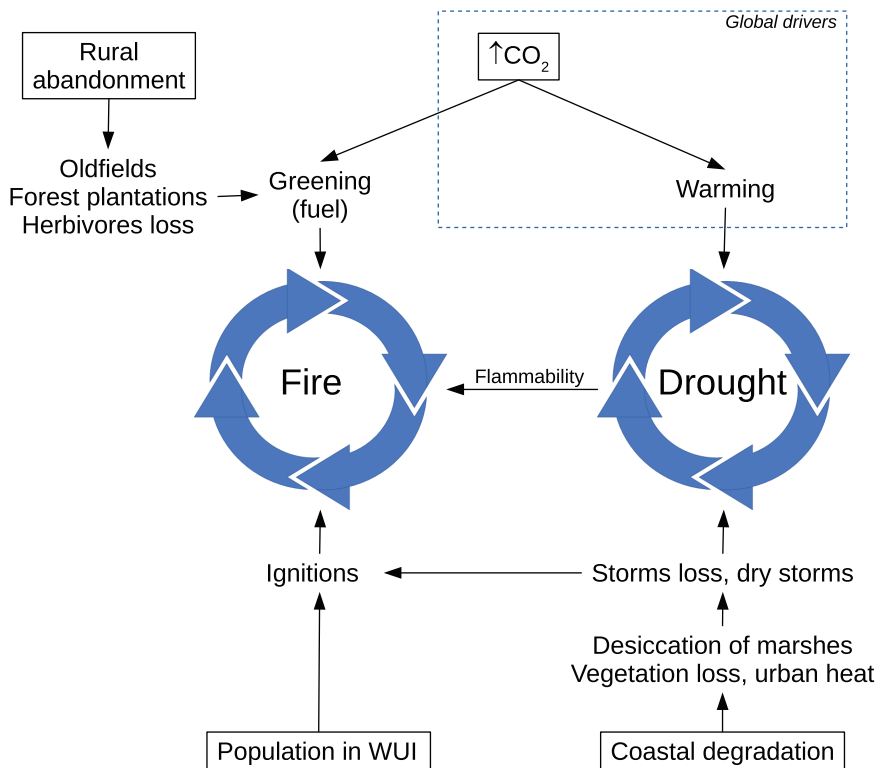 Global drivers
Rural
abandonment
↑CO₂
Oldfields
Forest plantations
Herbivores loss
Greening
(fuel)
Warming
Fire
Flammability
Drought
Ignitions
Storms loss, dry storms
Desiccation of marshes
Vegetation loss, urban heat
Population in WUI
Coastal degradation